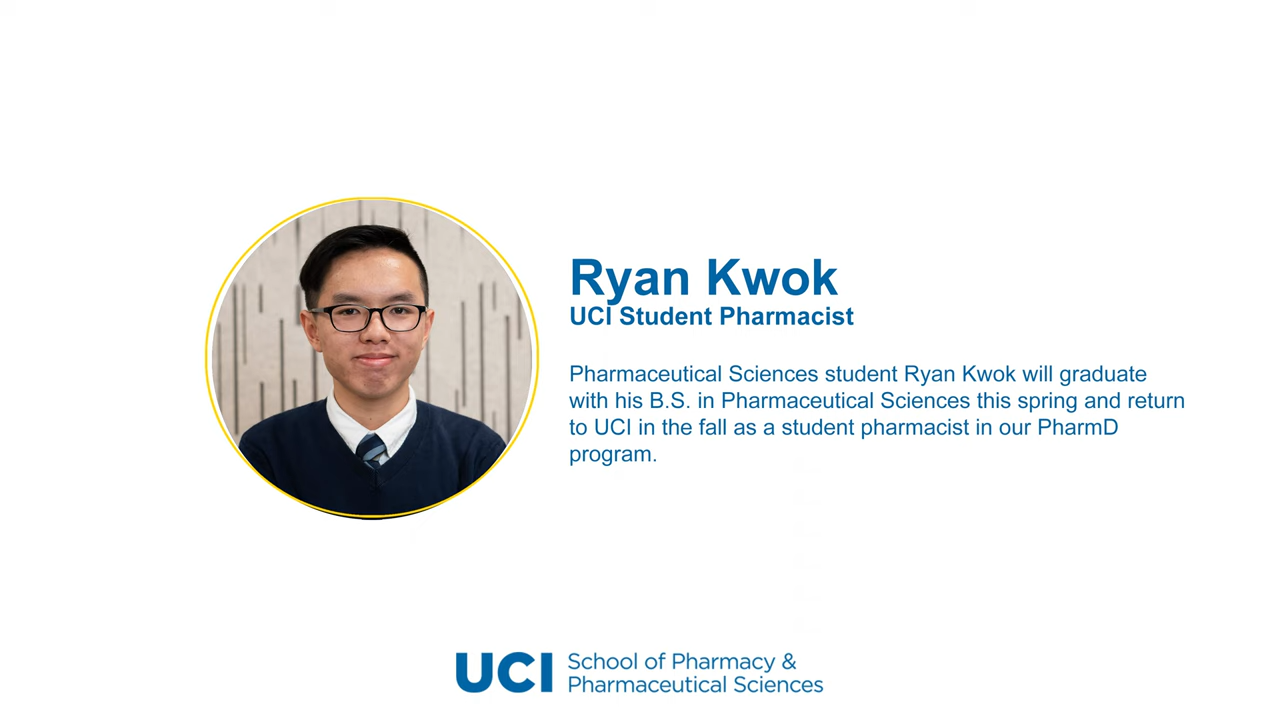 Ryan Kwok
UCI Student Pharmacist
Pharmaceutical Sciences student Ryan Kwok will graduate
with his B.S. in Pharmaceutical Sciences this spring and return
to UCI in the fall as a student pharmacist in our PharmD
program.
UCI School of Pharmacy &
Pharmaceutical Sciences